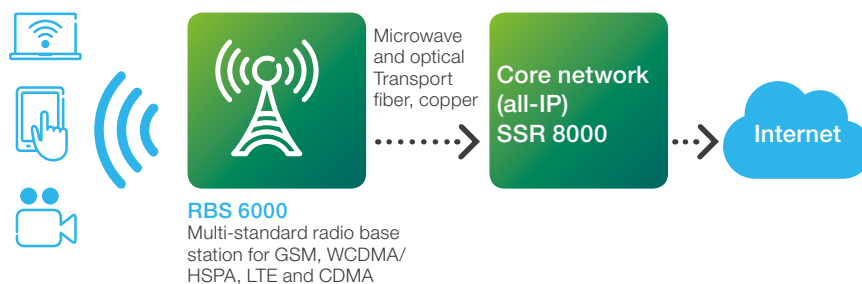 Microwave
and optical
Transport
fiber, copper
Core network
(all-IP)
SSR 8000
Internet
RBS 6000
Multi-standard radio base
station for GSM, WCDMA/
HSPA, LTE and CDMA